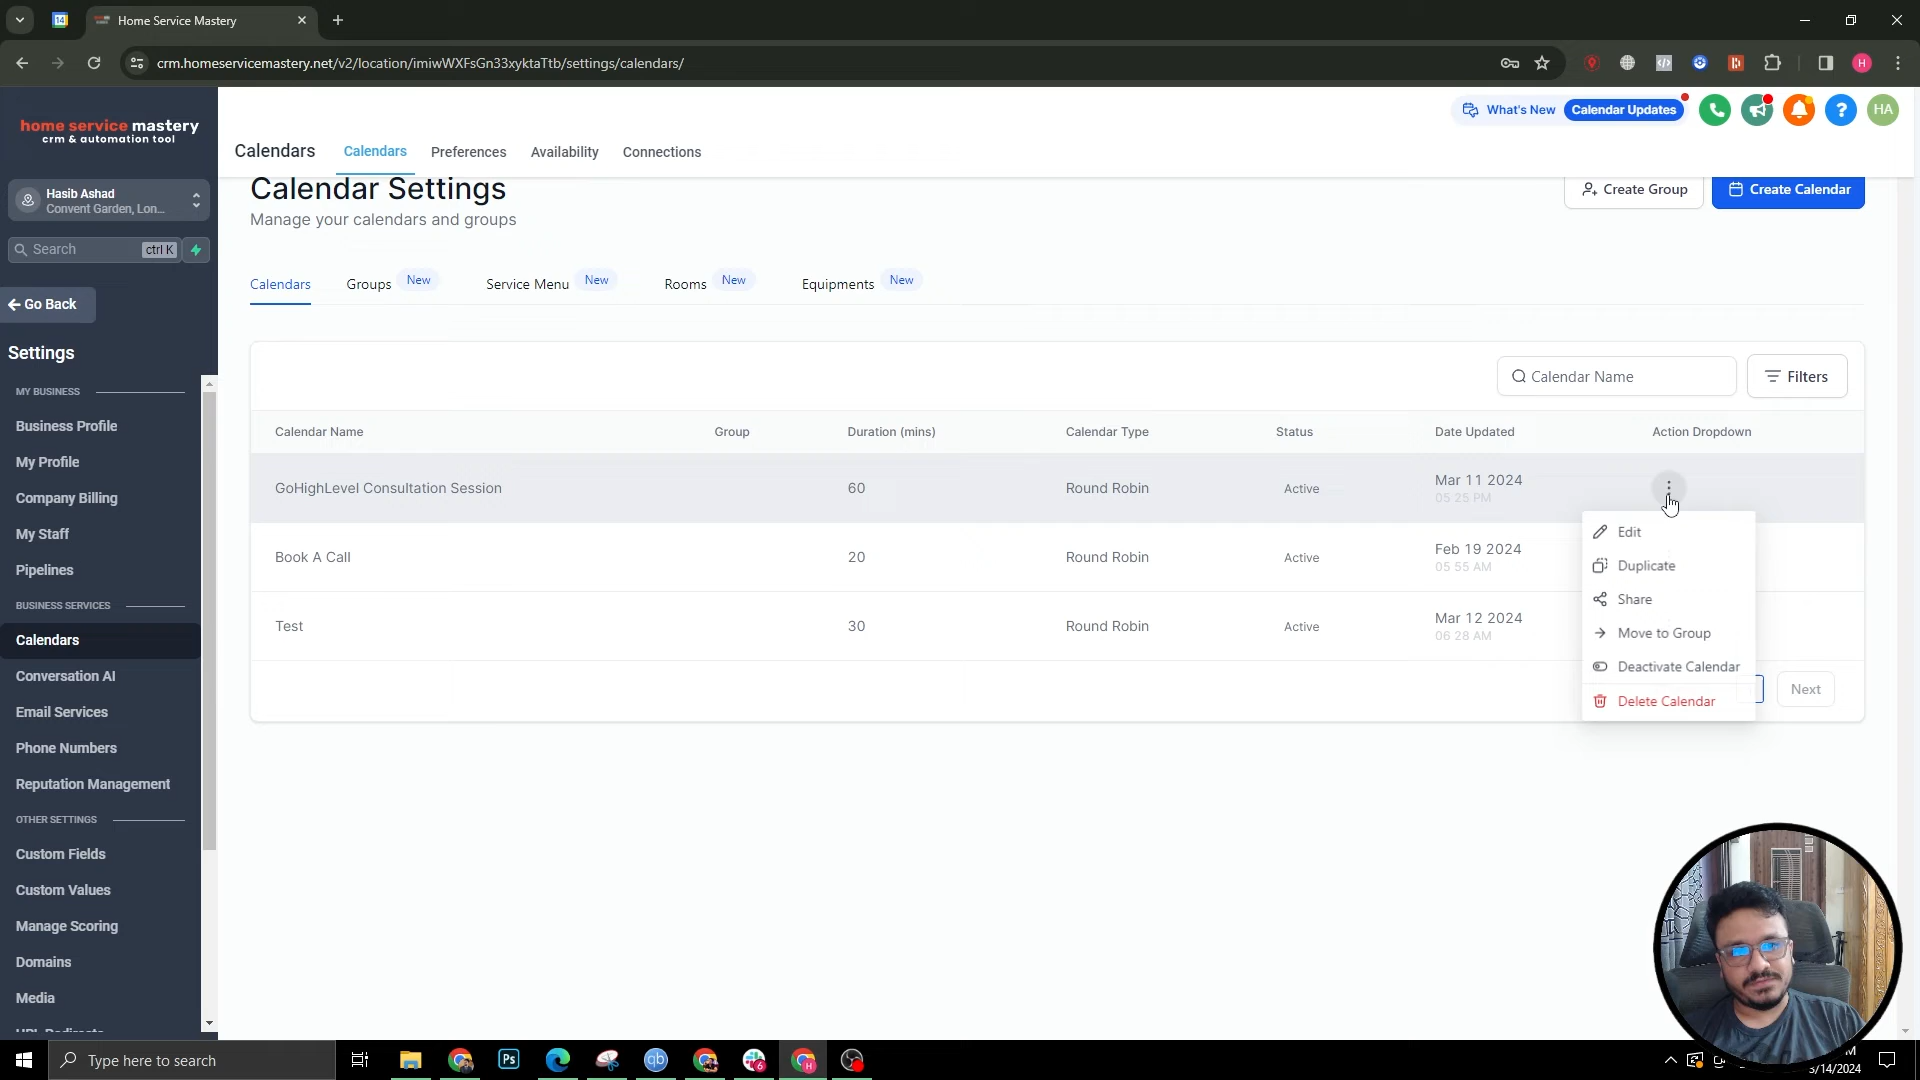 14
Home Service Mastery
crm.homeservicemastery.net/v2/location/imiwWXFsGn33xyktaTtb/settings/calendars/
H
home service mastery
crm & automation tool
What's New
Calendar Updates
?
HA
Calendars
Calendars
Preferences
Availability
Connections
Hasib Ashad
Convent Garden, Lon...
Search
ctrl K
Go Back
Settings
MY BUSINESS
Business Profile
My Profile
Company Billing
My Staff
Pipelines
BUSINESS SERVICES
Calendars
Conversation AI
Email Services
Phone Numbers
Reputation Management
OTHER SETTINGS
Custom Fields
Custom Values
Manage Scoring
Domains
Media
URL Redirects
Calendar Settings
Manage your calendars and groups
Create Group
Create Calendar
Calendars
Groups New
Service Menu New
Rooms New
Equipments New
Calendar Name
Filters
Calendar Name Group Duration (mins) Calendar Type Status Date Updated Action Dropdown
GoHighLevel Consultation Session 60 Round Robin Active Mar 11 2024
05 25 PM
Book A Call 20 Round Robin Active Feb 19 2024
05 55 AM
Test 30 Round Robin Active Mar 12 2024
06 28 AM
Edit
Duplicate
Share
Move to Group
Deactivate Calendar
Delete Calendar
Next
Type here to search
Ps
qb
6
H
3/14/2024